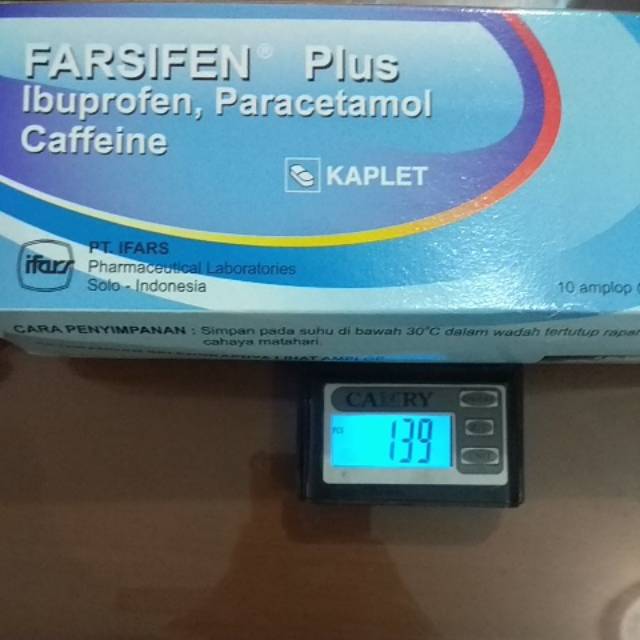 FARSIFEN® Plus
Ibuprofen, Paracetamol
Caffeine
KAPLET
ifars
PT. IFARS
Pharmaceutical Laboratories
Solo - Indonesia
10 amplop
CARA PENYIMPANAN : Simpan pada suhu di bawah 30°C dalam wadah tertutup rapat
cahaya matahari.
CAMRY
PCS 139